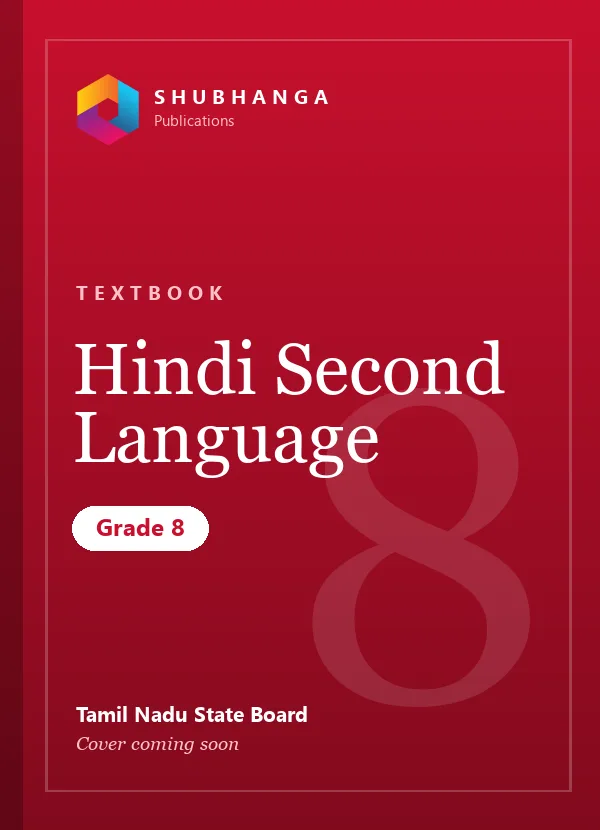 SHUBHANGA
Publications
TEXTBOOK
Hindi Second
Language
8
Grade 8
Tamil Nadu State Board
Cover coming soon